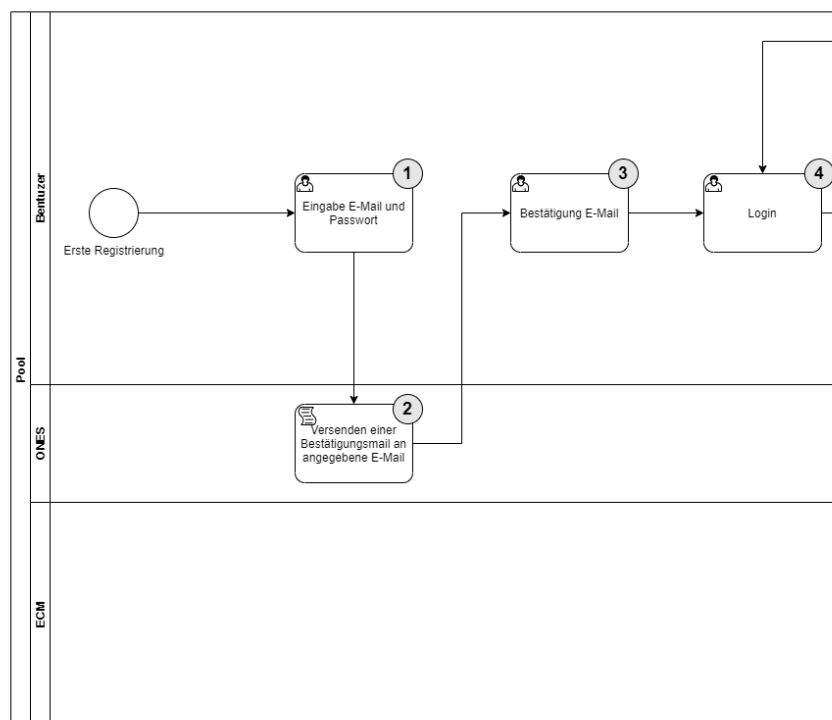 Pool
Bentuzer
Erste Registrierung
1
Eingabe E-Mail und
Passwort
3
Bestätigung E-Mail
4
Login
ONES
2
Versenden einer
Bestätigungsmail an
angegebene E-Mail
ECM